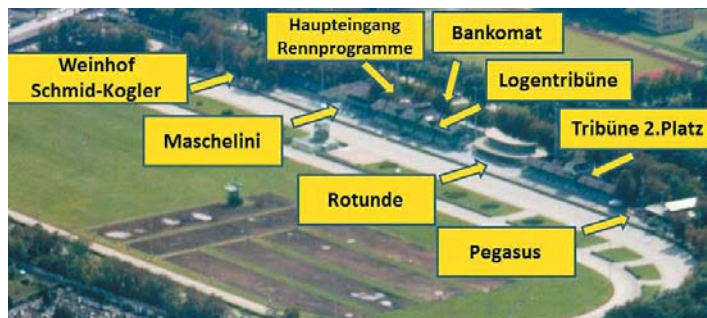 Haupteingang
Rennprogramme
Bankomat
Weinhof
Schmid-Kogler
Logentribüne
Maschelini
Tribüne 2.Platz
Rotunde
Pegasus